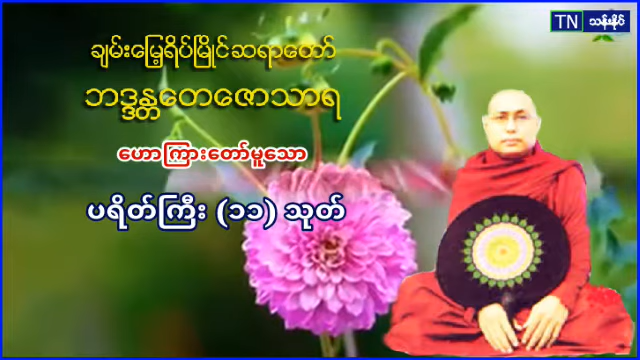 TN သန်းနိုင်
ချမ်းမြေ့ရိပ်မြိုင်ဆရာတော်
ဘဒ္ဒန္တတေဇောသာရ
ဟောကြားတော်မူသော
ပရိတ်ကြီး (၁၁) သုတ်